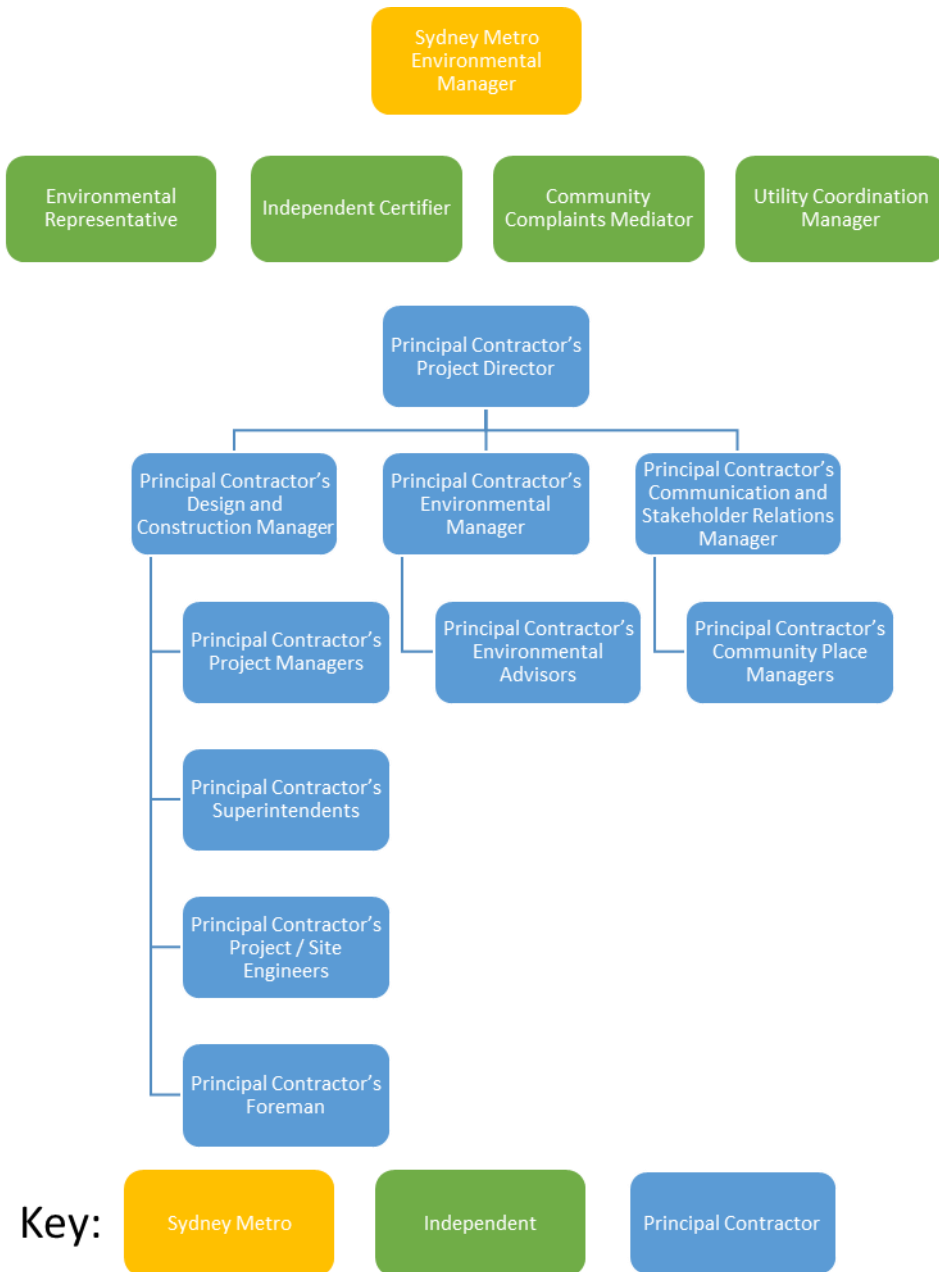 Sydney Metro
Environmental
Manager
Environmental
Representative
Independent Certifier
Community
Complaints Mediator
Utility Coordination
Manager
Principal Contractor’s
Project Director
Principal Contractor’s
Design and
Construction Manager
Principal Contractor’s
Environmental
Manager
Principal Contractor’s
Communication and
Stakeholder Relations
Manager
Principal Contractor’s
Project Managers
Principal Contractor’s
Environmental
Advisors
Principal Contractor’s
Community Place
Managers
Principal Contractor’s
Superintendents
Principal Contractor’s
Project / Site
Engineers
Principal Contractor’s
Foreman
Key:
Sydney Metro
Independent
Principal Contractor